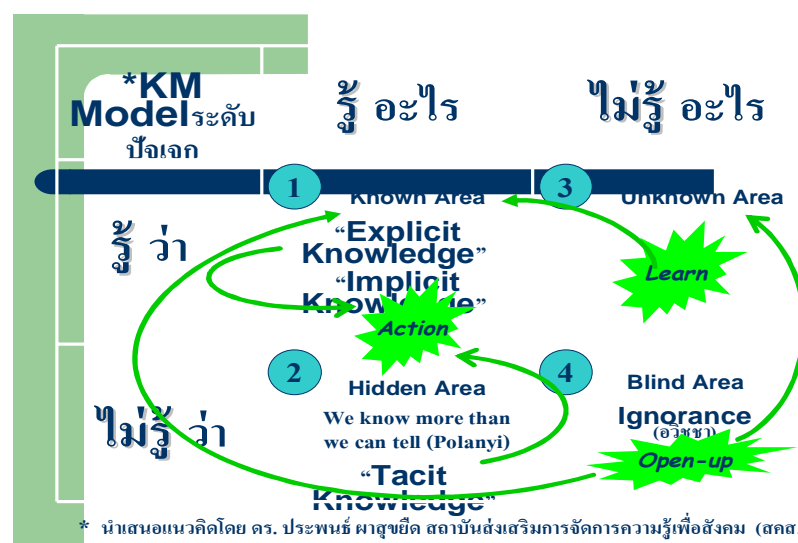 *KM
Modelระดับ
ปัจเจก
รู้ อะไร
ไม่รู้ อะไร
1
Known Area
3
Unknown Area
รู้ ว่า
“Explicit
Knowledge”
“Implicit
Knowledge”
Action
Learn
2
Hidden Area
We know more than
we can tell (Polanyi)
“Tacit
Knowledge”
4
Blind Area
Ignorance
(อวิชชา)
Open-up
ไม่รู้ ว่า
* นำเสนอแนวคิดโดย ดร. ประพนธ์ ผาสุขยืด สถาบันส่งเสริมการจัดการความรู้เพื่อสังคม (สคส.